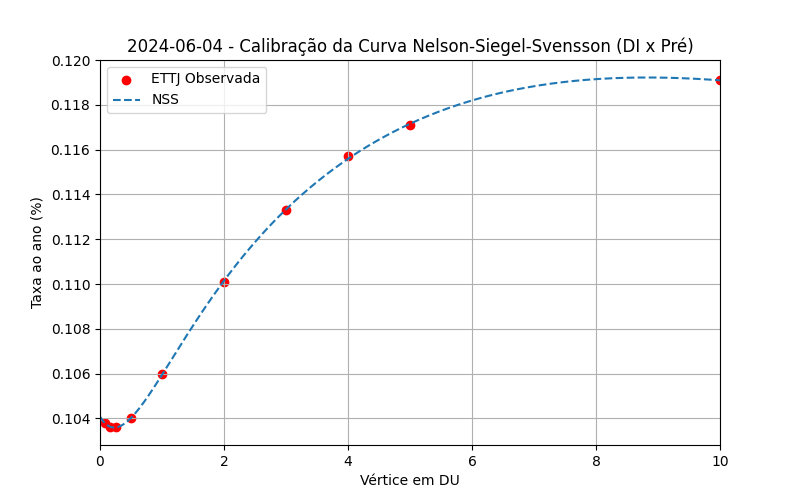 2024-06-04 - Calibração da Curva Nelson-Siegel-Svensson (DI x Pré)
ETTJ Observada
NSS
Taxa ao ano (%)
0.120
0.118
0.116
0.114
0.112
0.110
0.108
0.106
0.104
0 2 4 6 8 10
Vértice em DU